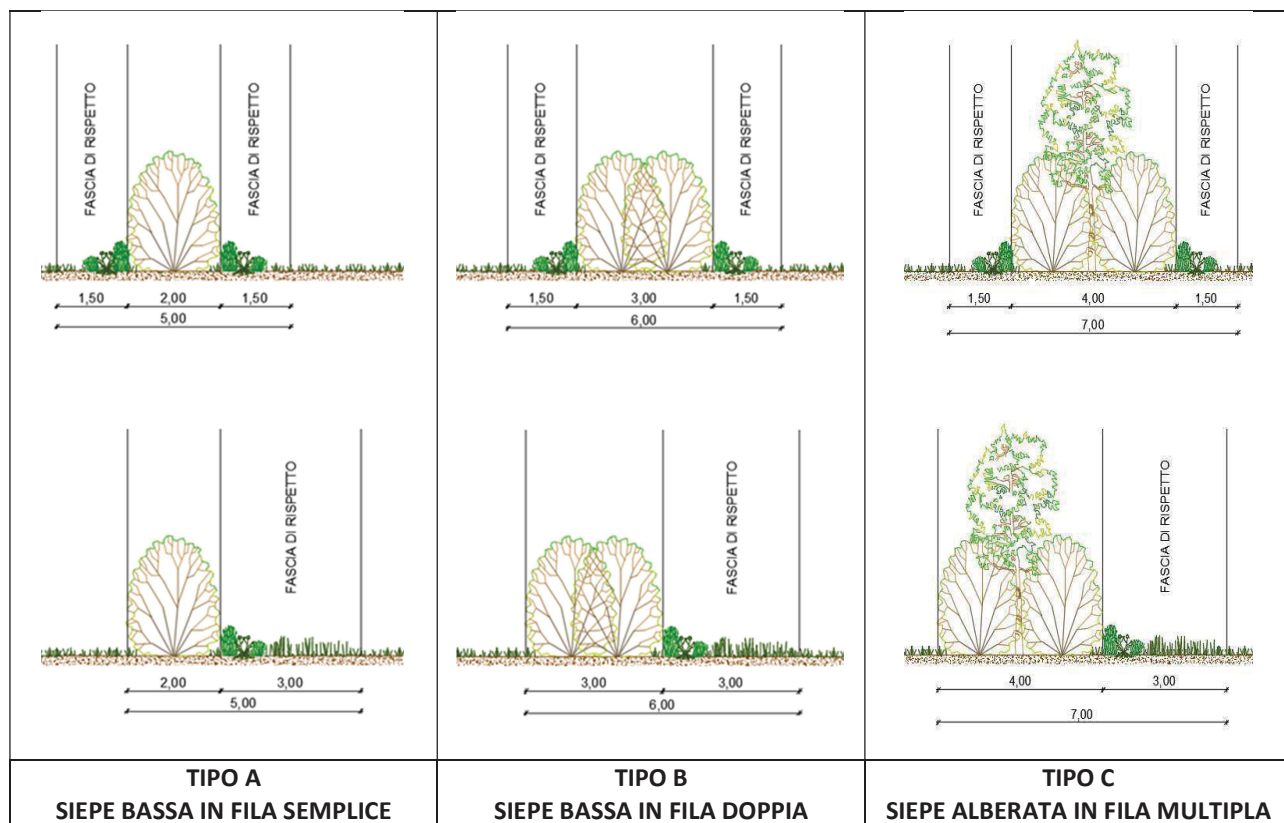 FASCIA DI RISPETTO
FASCIA DI RISPETTO
1,50
2,00
1,50
5,00
FASCIA DI RISPETTO
2,00
3,00
5,00
TIPO A
SIEPE BASSA IN FILA SEMPLICE
FASCIA DI RISPETTO
FASCIA DI RISPETTO
1,50
3,00
1,50
6,00
FASCIA DI RISPETTO
3,00
3,00
6,00
TIPO B
SIEPE BASSA IN FILA DOPPIA
FASCIA DI RISPETTO
FASCIA DI RISPETTO
1,50
4,00
1,50
7,00
FASCIA DI RISPETTO
4,00
3,00
7,00
TIPO C
SIEPE ALBERATA IN FILA MULTIPLA